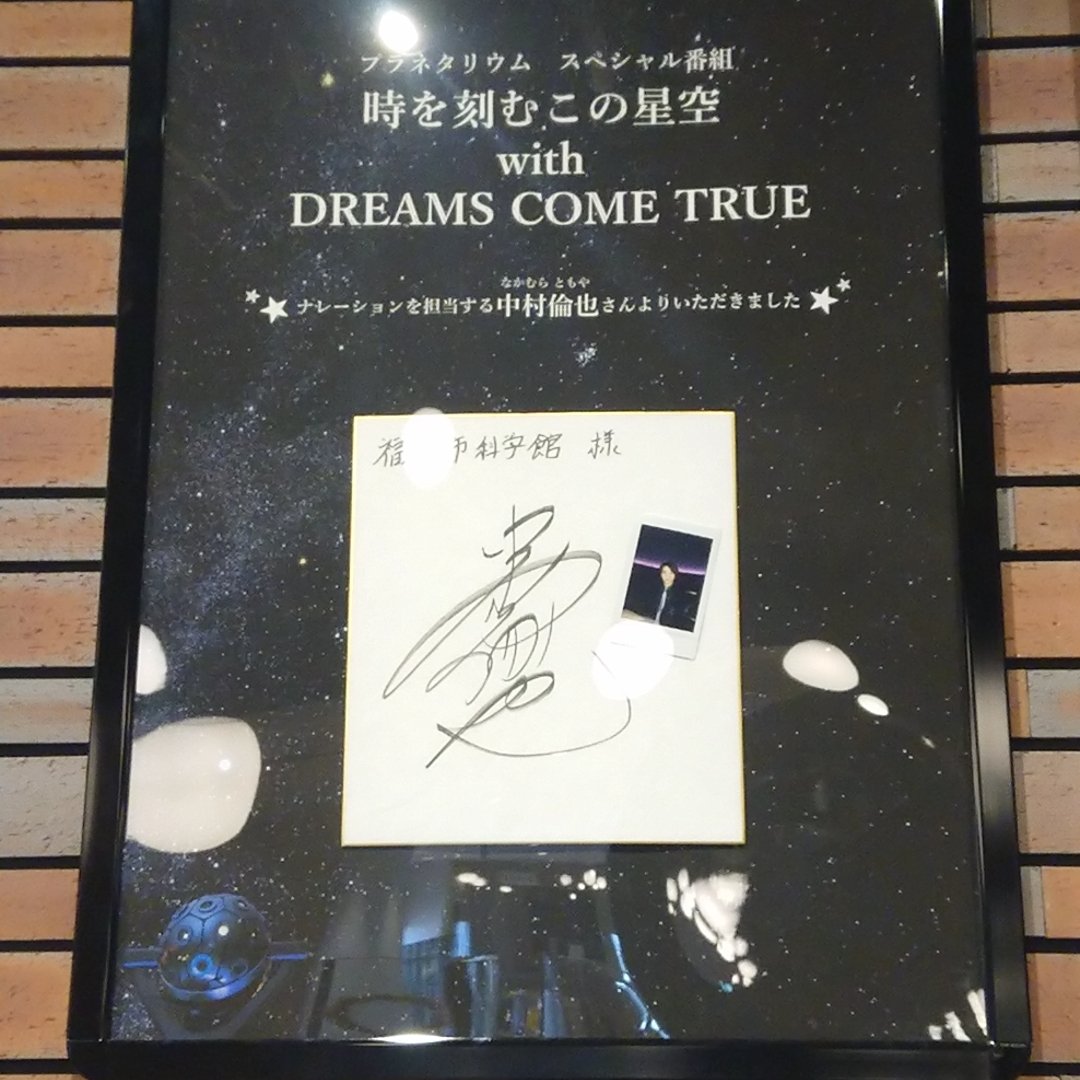 プラネタリウム スペシャル番組
時を刻むこの星空
with
DREAMS COME TRUE
なかむら ともや
ナレーションを担当する中村倫也さんよりいただきました
福 市科学館 様